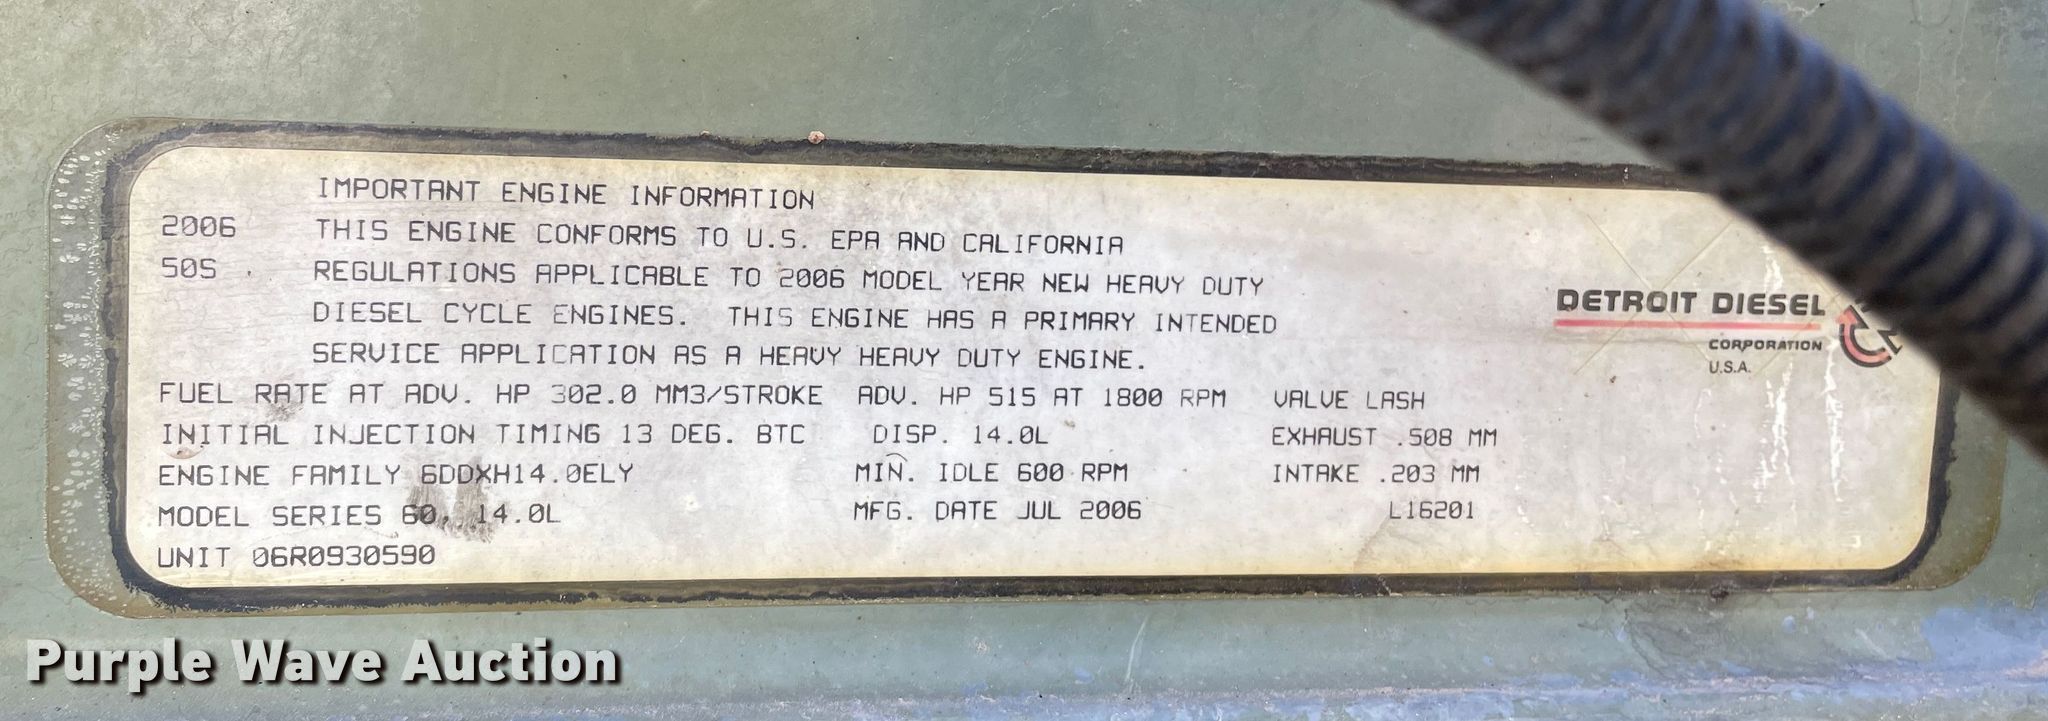 IMPORTANT ENGINE INFORMATION
2006 THIS ENGINE CONFORMS TO U.S. EPA AND CALIFORNIA
50S REGULATIONS APPLICABLE TO 2006 MODEL YEAR NEW HEAVY DUTY
DIESEL CYCLE ENGINES. THIS ENGINE HAS A PRIMARY INTENDED
SERVICE APPLICATION AS A HEAVY HEAVY DUTY ENGINE.
FUEL RATE AT ADV. HP 302.0 MM3/STROKE ADV. HP 515 AT 1800 RPM VALVE LASH
INITIAL INJECTION TIMING 13 DEG. BTC DISP. 14.0L EXHAUST .508 MM
ENGINE FAMILY 6DDXH14.0ELY MIN. IDLE 600 RPM INTAKE .203 MM
MODEL SERIES 60, 14.0L MFG. DATE JUL 2006 L16201
UNIT 06R0930590
DETROIT DIESEL
CORPORATION
U.S.A.
Purple Wave Auction